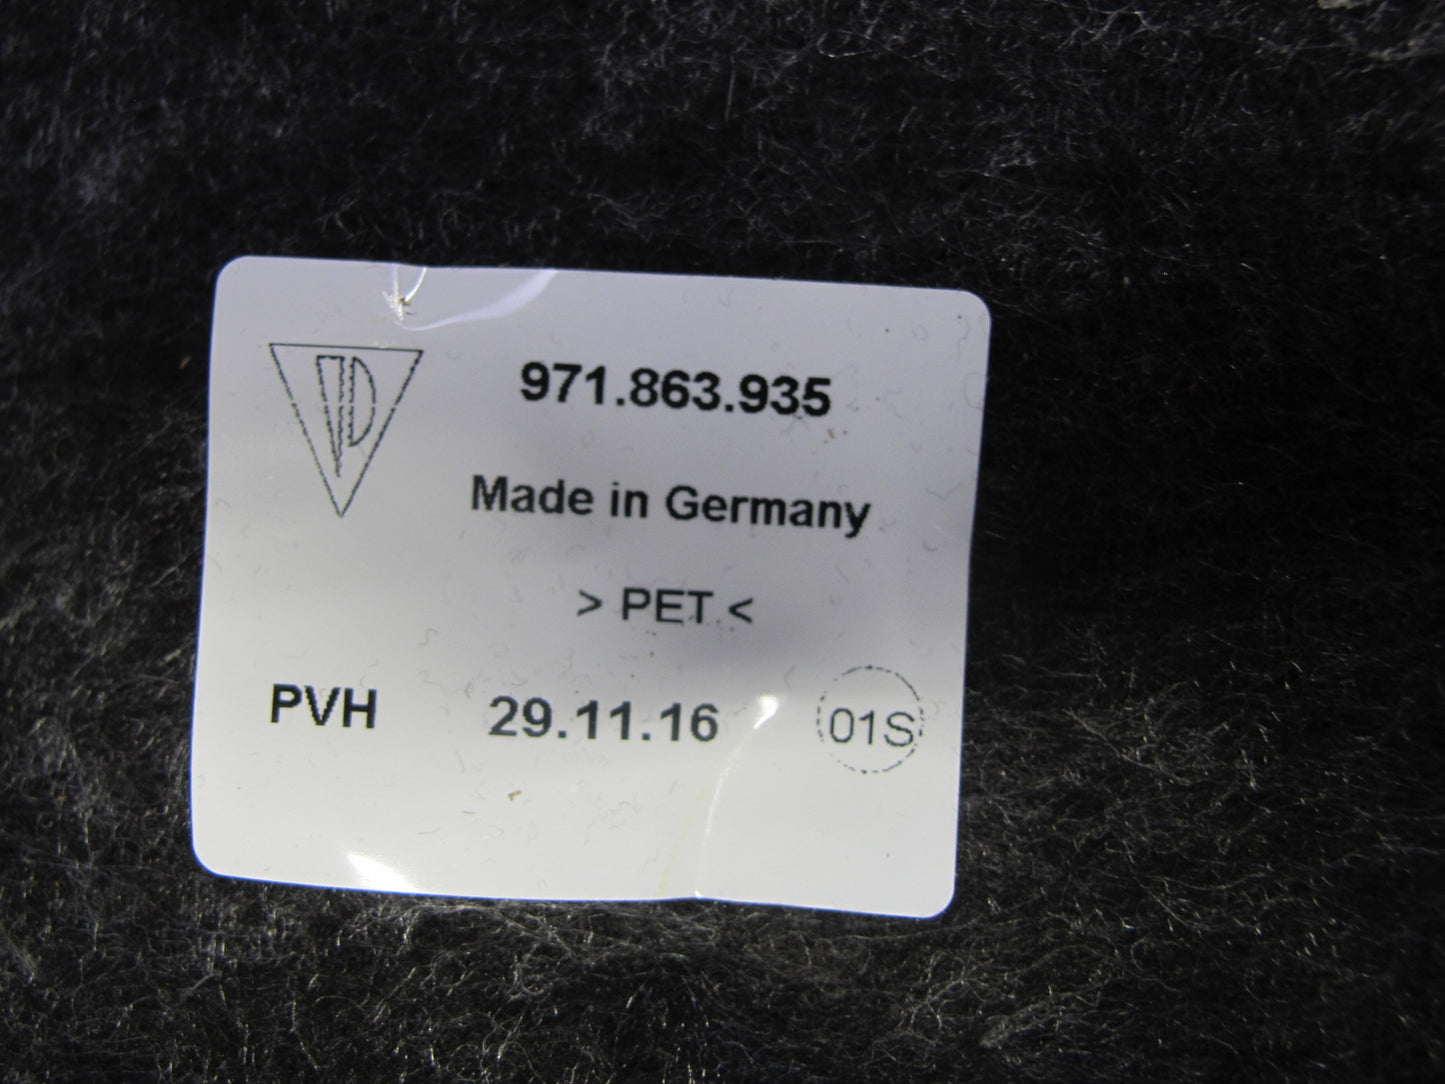 971.863.935
Made in Germany
> PET <
PVH 29.11.16 01S